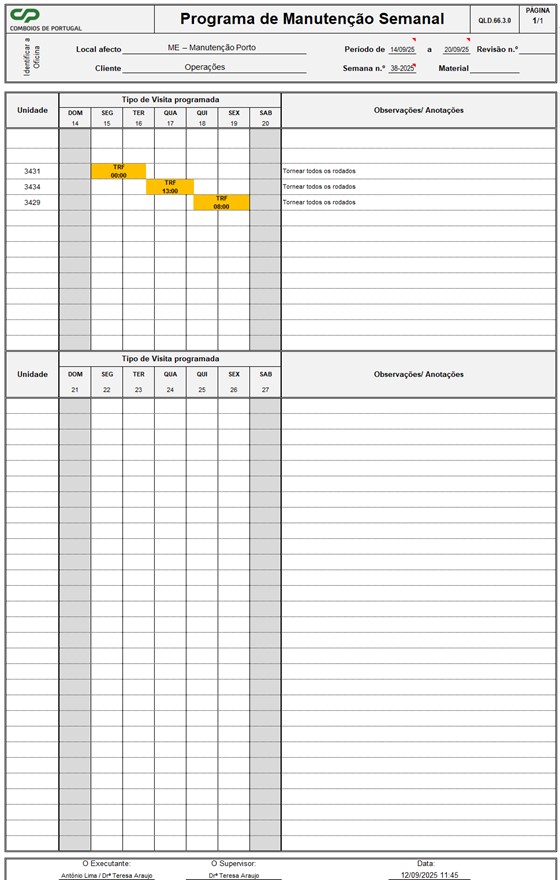 CP
COMBOIOS DE PORTUGAL
Programa de Manutenção Semanal
QLD.66.3.0
PÁGINA
1/1
Identificar a
Oficina
Local afecto ME – Manutenção Porto
Período de 14/09/25 a 20/09/25 Revisão n.º
Cliente Operações
Semana n.º 38-2025 Material
Unidade
Tipo de Visita programada
Observações/ Anotações
DOM SEG TER QUA QUI SEX SAB
14 15 16 17 18 19 20
3431 TRF Tornear todos os rodados
00:00
3434 TRF Tornear todos os rodados
13:00
3429 TRF Tornear todos os rodados
08:00
Unidade
Tipo de Visita programada
Observações/ Anotações
DOM SEG TER QUA QUI SEX SAB
21 22 23 24 25 26 27
O Executante: O Supervisor: Data:
António Lima / Drª Teresa Araujo Drª Teresa Araujo 12/09/2025 11:45